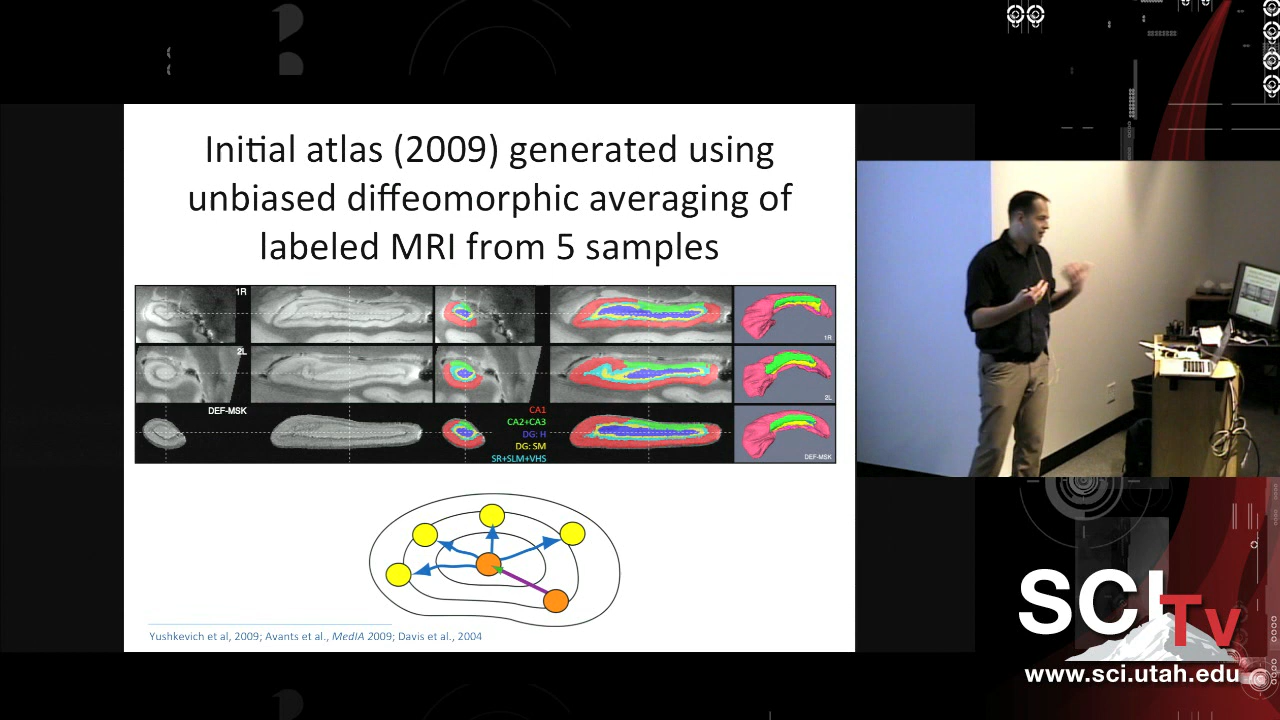 Initial atlas (2009) generated using
unbiased diffeomorphic averaging of
labeled MRI from 5 samples
1R
1R
2L
2L
DEF-MSK
CA1
CA2+CA3
DG: H
DG: SM
SR+SLM+VHS
DEF-MSK
Yushkevich et al, 2009; Avants et al., MedIA 2009; Davis et al., 2004
SCI
Tv
www.sci.utah.edu